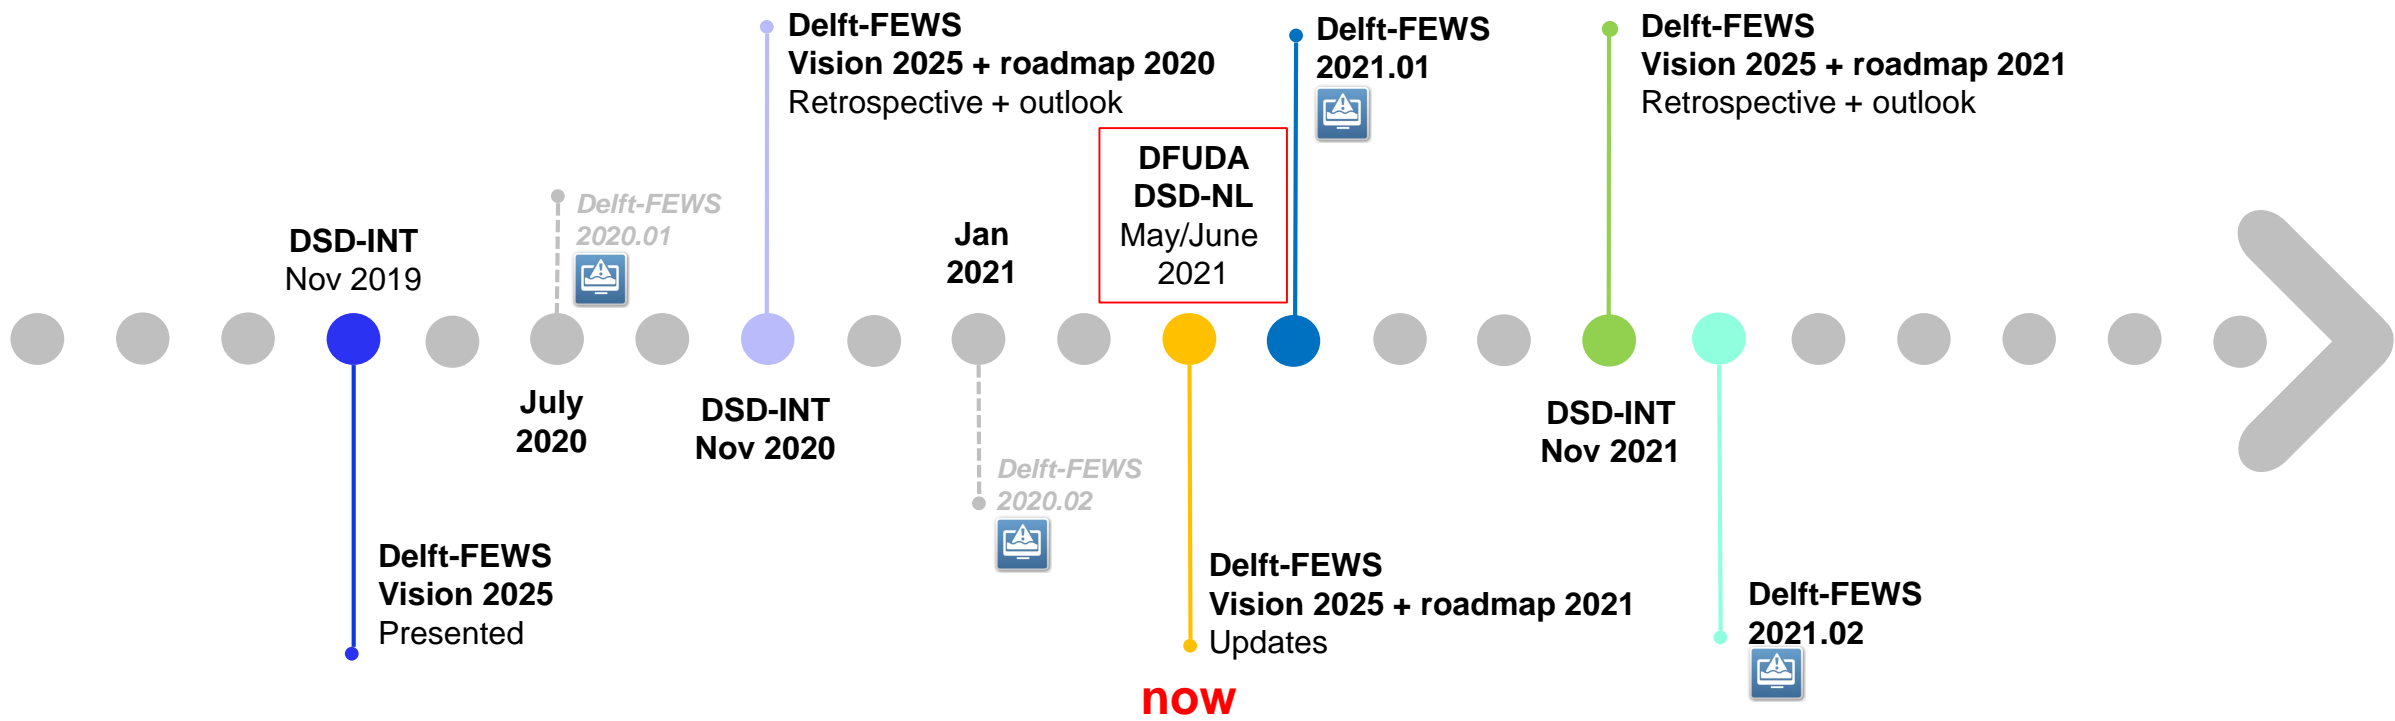 DSD-INT
Nov 2019
Delft-FEWS
Vision 2025
Presented
Delft-FEWS
2020.01
July
2020
Delft-FEWS
Vision 2025 + roadmap 2020
Retrospective + outlook
DSD-INT
Nov 2020
Jan
2021
Delft-FEWS
2020.02
DFUDA
DSD-NL
May/June
2021
Delft-FEWS
Vision 2025 + roadmap 2021
Updates
now
Delft-FEWS
2021.01
Delft-FEWS
Vision 2025 + roadmap 2021
Retrospective + outlook
DSD-INT
Nov 2021
Delft-FEWS
2021.02